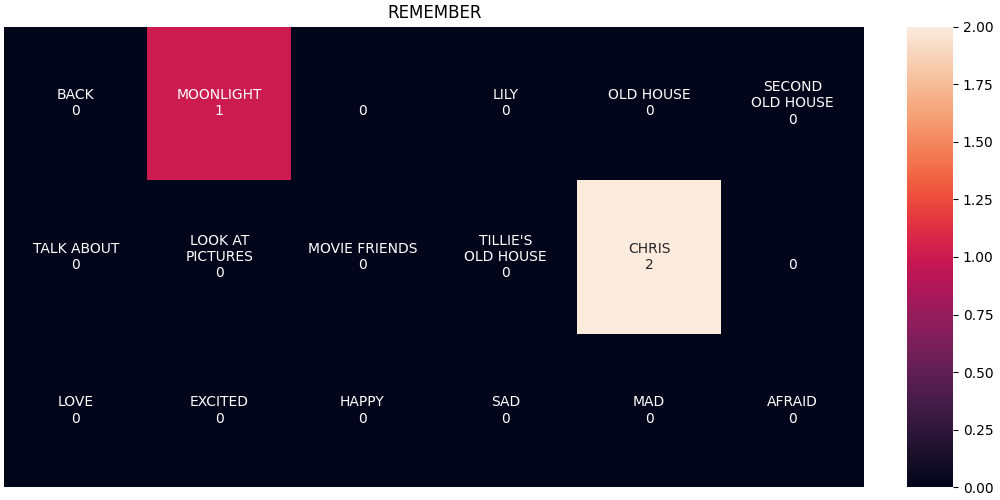 REMEMBER
BACK
0
MOONLIGHT
1
0
LILY
0
OLD HOUSE
0
SECOND
OLD HOUSE
0
TALK ABOUT
0
LOOK AT
PICTURES
0
MOVIE FRIENDS
0
TILLIE'S
OLD HOUSE
0
CHRIS
2
0
LOVE
0
EXCITED
0
HAPPY
0
SAD
0
MAD
0
AFRAID
0
2.00
1.75
1.50
1.25
1.00
0.75
0.50
0.25
0.00